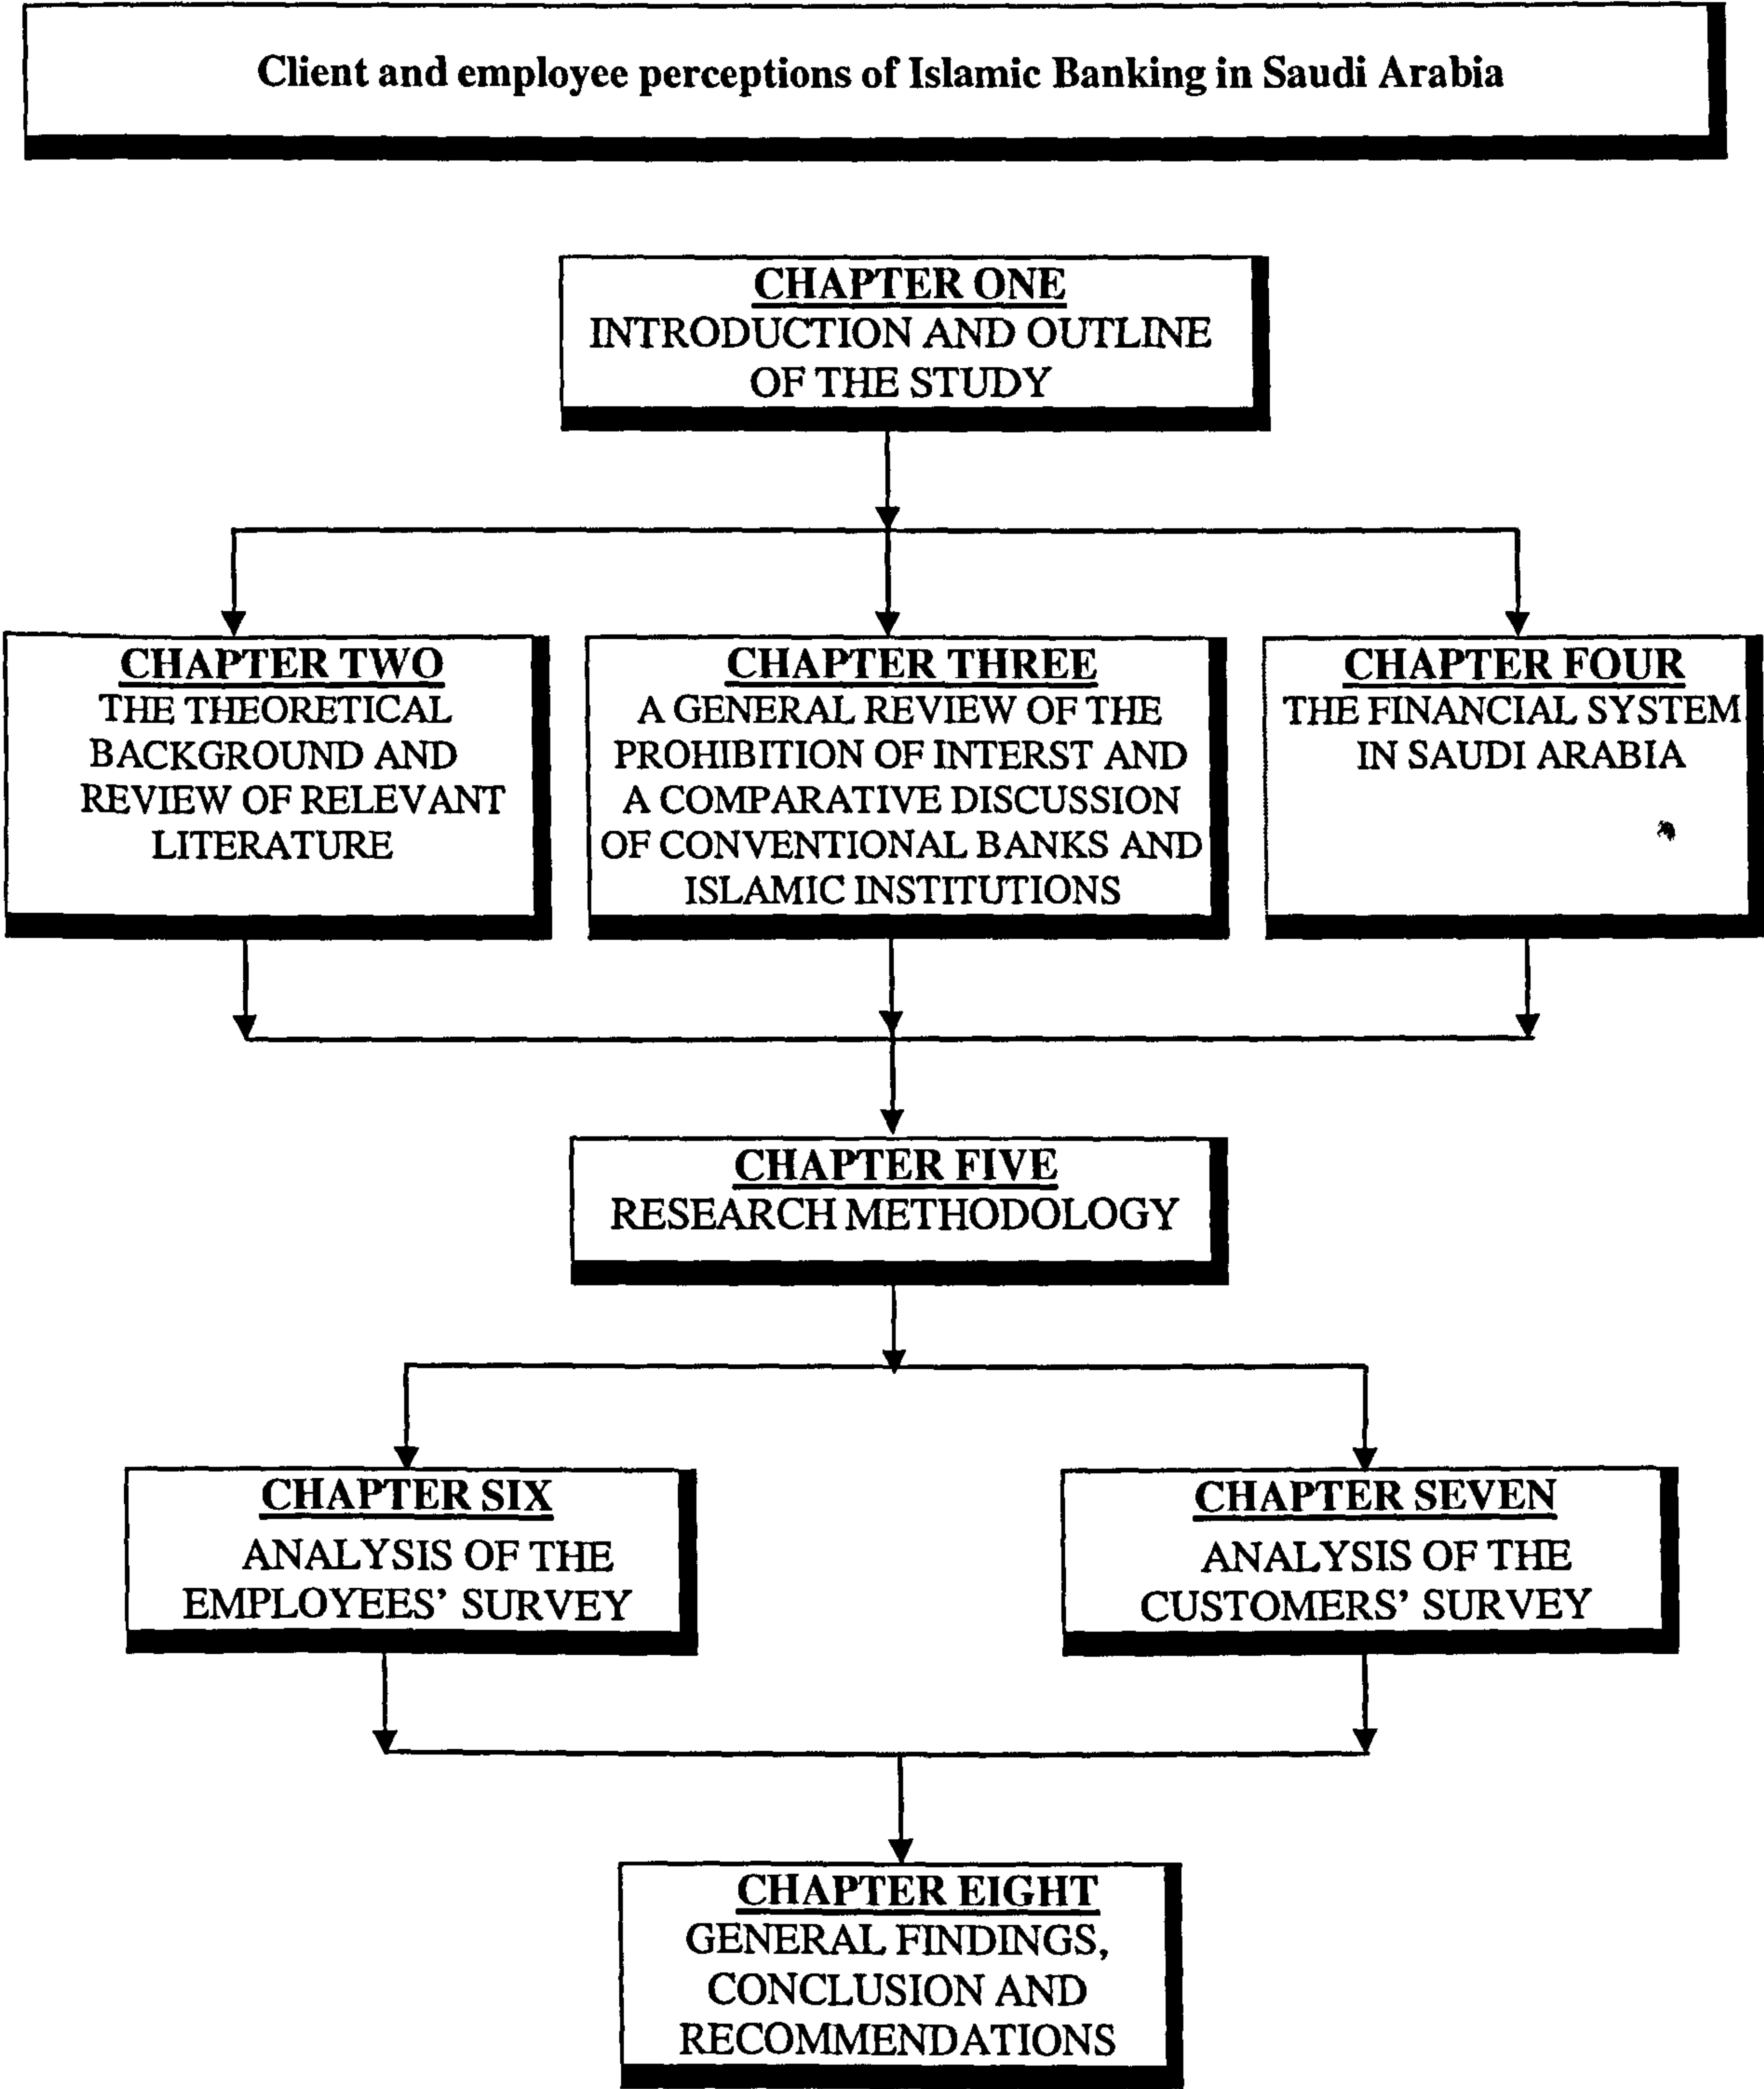 Client and employee perceptions of Islamic Banking in Saudi Arabia
CHAPTER ONE
INTRODUCTION AND OUTLINE
OF THE STUDY
CHAPTER TWO
THE THEORETICAL
BACKGROUND AND
REVIEW OF RELEVANT
LITERATURE
CHAPTER THREE
A GENERAL REVIEW OF THE
PROHIBITION OF INTERST AND
A COMPARATIVE DISCUSSION
OF CONVENTIONAL BANKS AND
ISLAMIC INSTITUTIONS
CHAPTER FOUR
THE FINANCIAL SYSTEM
IN SAUDI ARABIA
CHAPTER FIVE
RESEARCH METHODOLOGY
CHAPTER SIX
ANALYSIS OF THE
EMPLOYEES’ SURVEY
CHAPTER SEVEN
ANALYSIS OF THE
CUSTOMERS’ SURVEY
CHAPTER EIGHT
GENERAL FINDINGS,
CONCLUSION AND
RECOMMENDATIONS